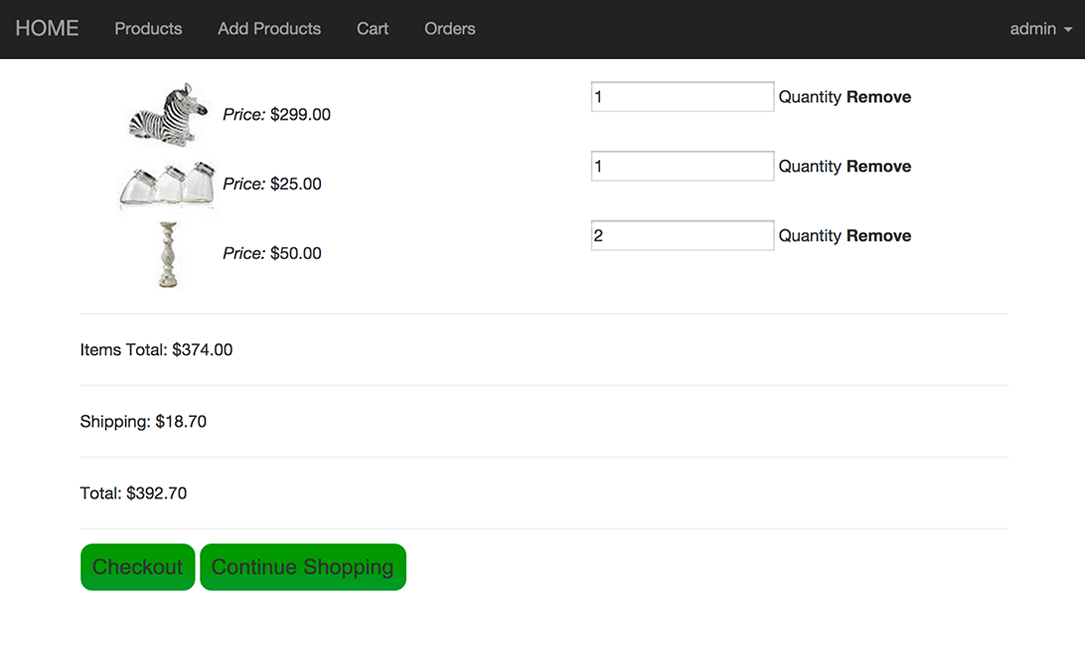 HOME Products Add Products Cart Orders admin
Price: $299.00 1 Quantity Remove
Price: $25.00 1 Quantity Remove
Price: $50.00 2 Quantity Remove
Items Total: $374.00
Shipping: $18.70
Total: $392.70
Checkout Continue Shopping